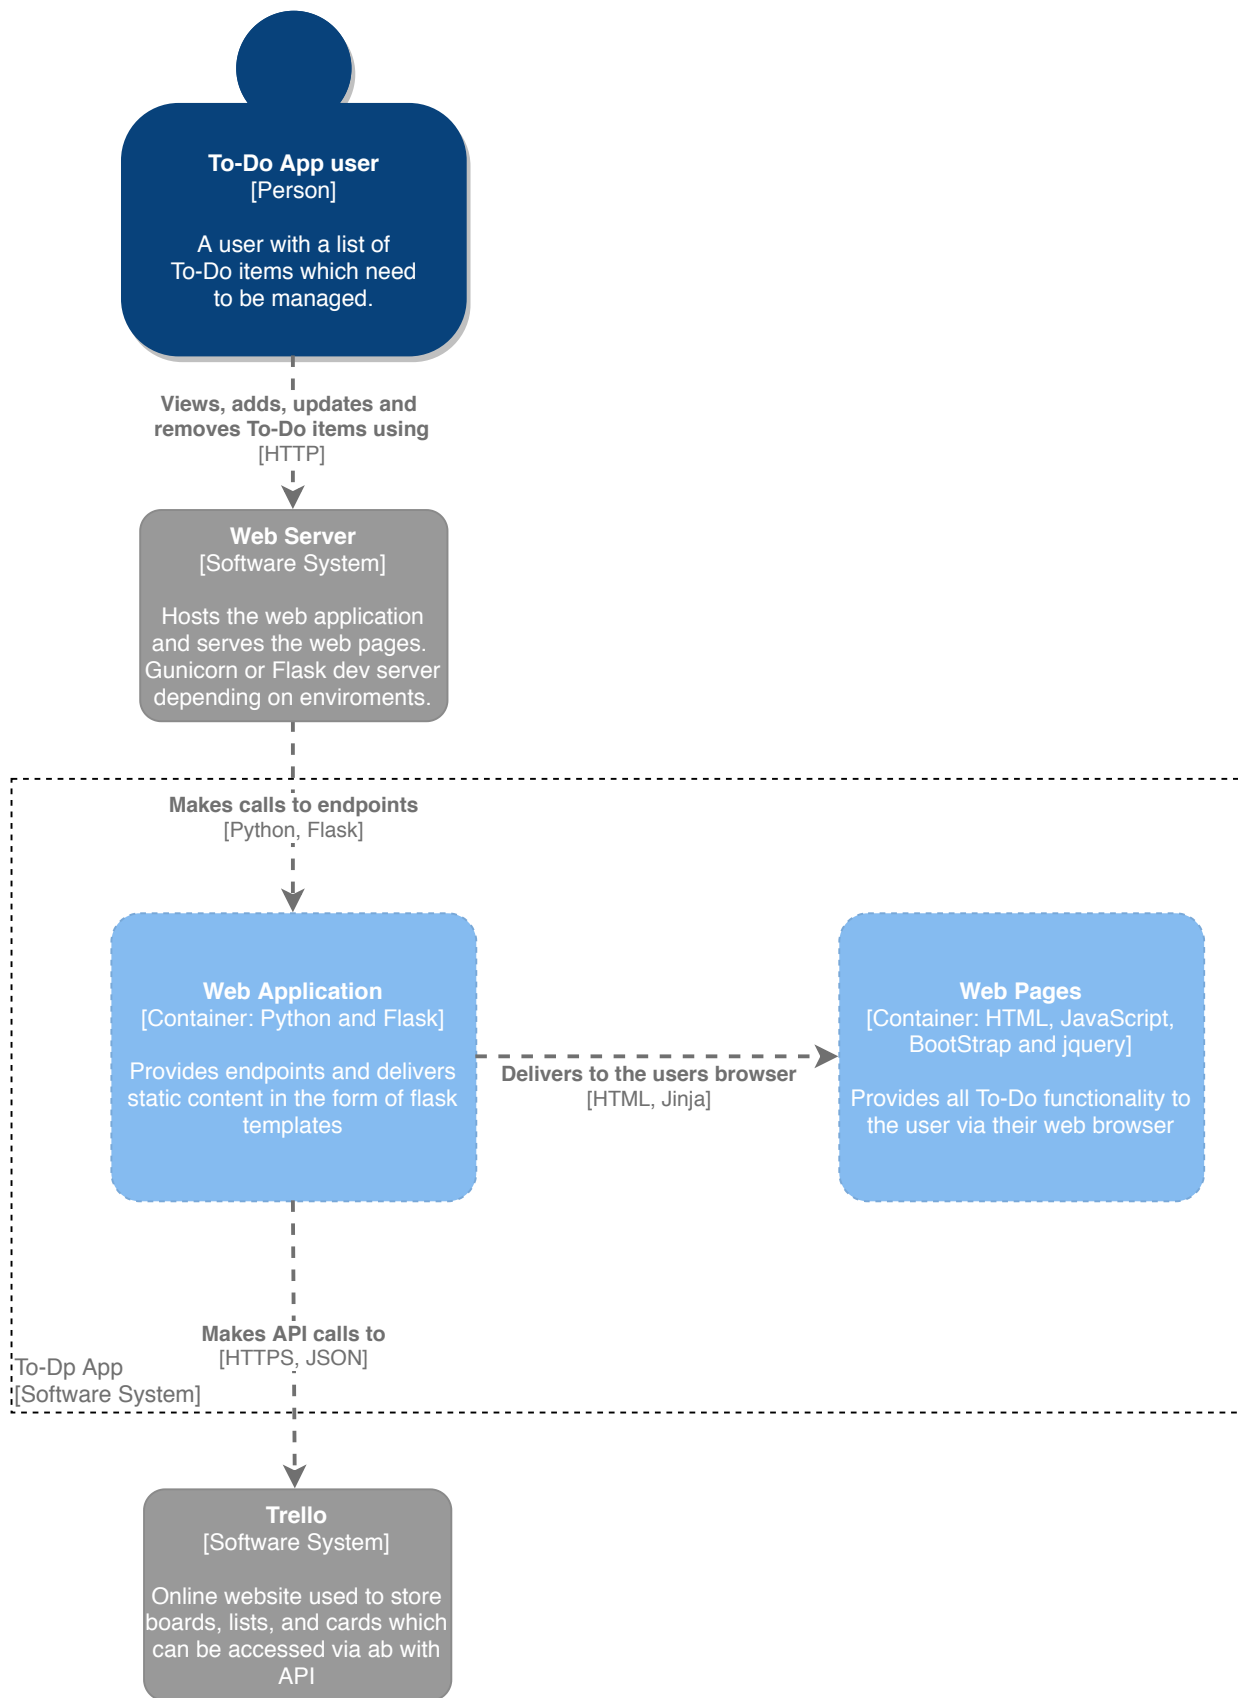 To-Do App user
[Person]
A user with a list of
To-Do items which need
to be managed.
Views, adds, updates and
removes To-Do items using
[HTTP]
Web Server
[Software System]
Hosts the web application
and serves the web pages.
Gunicorn or Flask dev server
depending on enviroments.
Makes calls to endpoints
[Python, Flask]
Web Application
[Container: Python and Flask]
Provides endpoints and delivers
static content in the form of flask
templates
Delivers to the users browser
[HTML, Jinja]
Web Pages
[Container: HTML, JavaScript,
BootStrap and jquery]
Provides all To-Do functionality to
the user via their web browser
Makes API calls to
[HTTPS, JSON]
To-Dp App
[Software System]
Trello
[Software System]
Online website used to store
boards, lists, and cards which
can be accessed via ab with
API